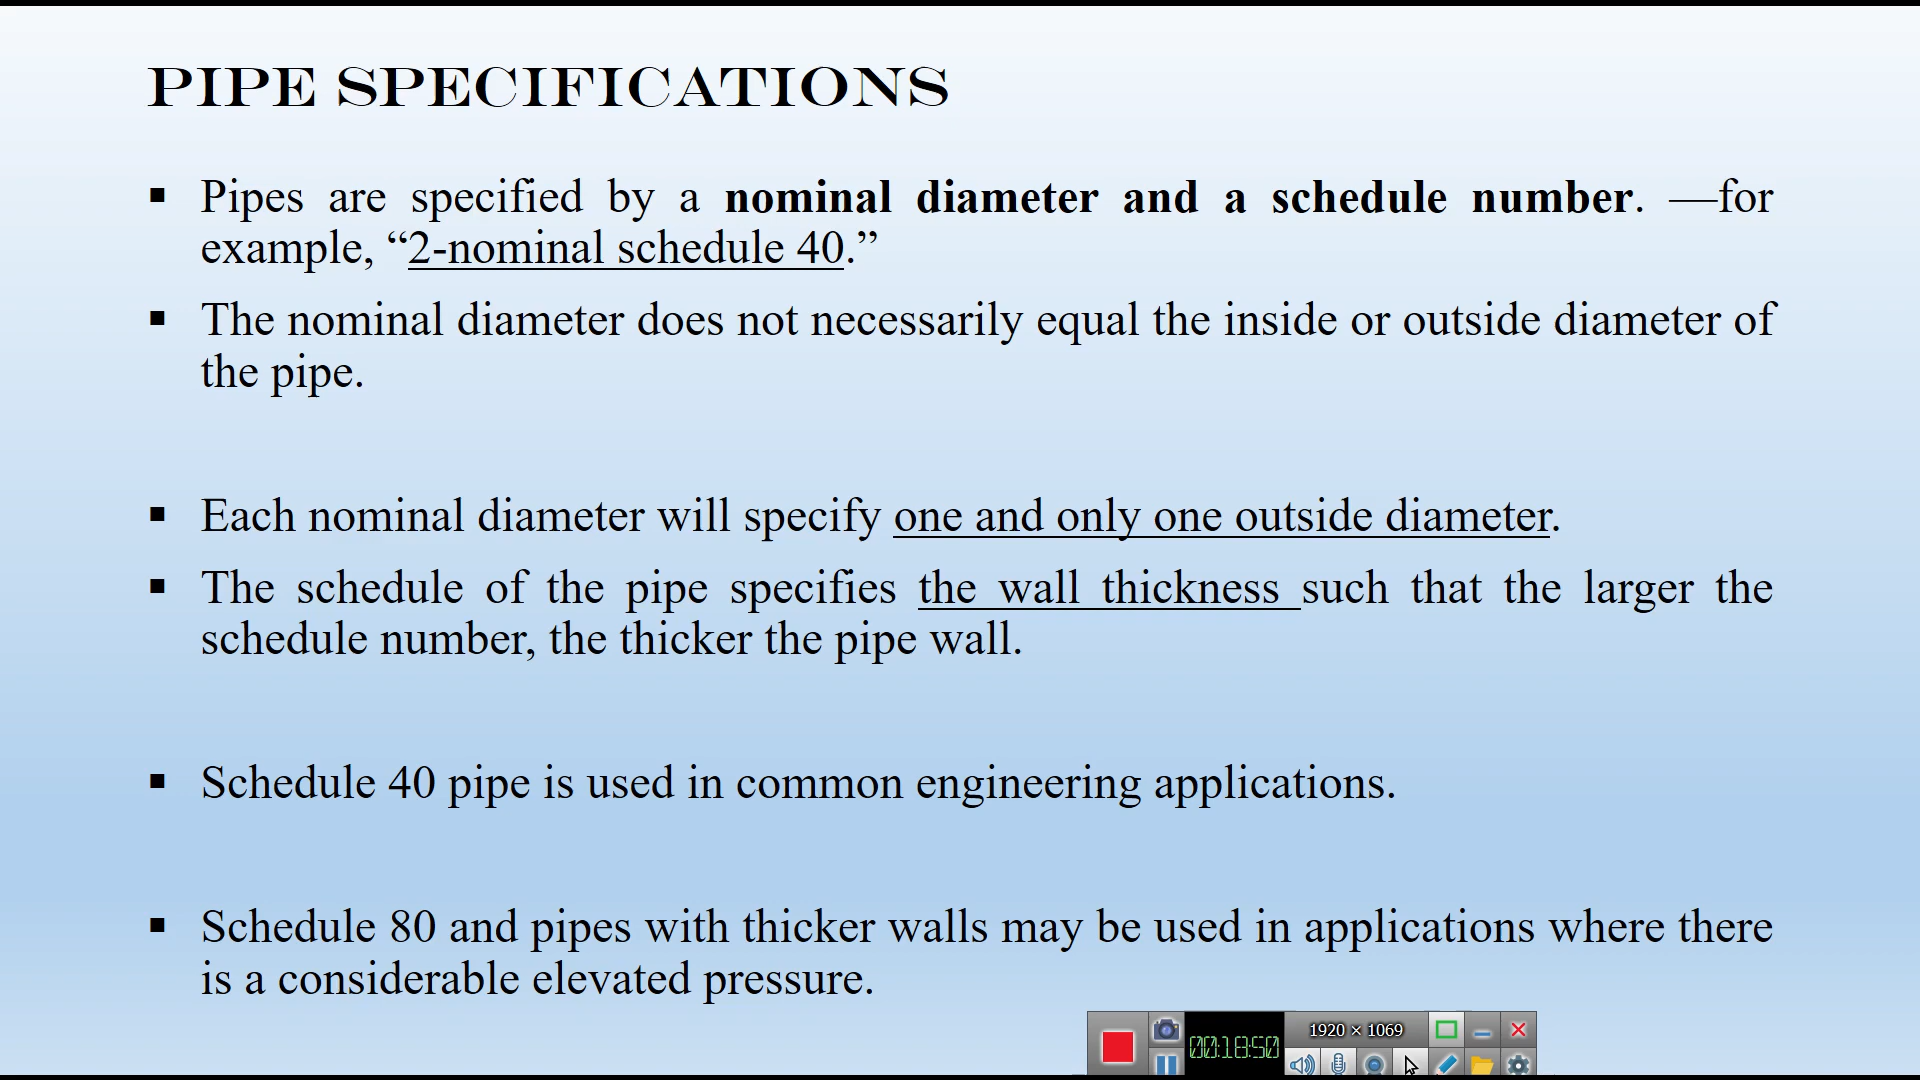 PIPE SPECIFICATIONS
▪ Pipes are specified by a nominal diameter and a schedule number. —for
example, “2-nominal schedule 40.”
▪ The nominal diameter does not necessarily equal the inside or outside diameter of
the pipe.
▪ Each nominal diameter will specify one and only one outside diameter.
▪ The schedule of the pipe specifies the wall thickness such that the larger the
schedule number, the thicker the pipe wall.
▪ Schedule 40 pipe is used in common engineering applications.
▪ Schedule 80 and pipes with thicker walls may be used in applications where there
is a considerable elevated pressure.
00:18:50
1920 × 1069